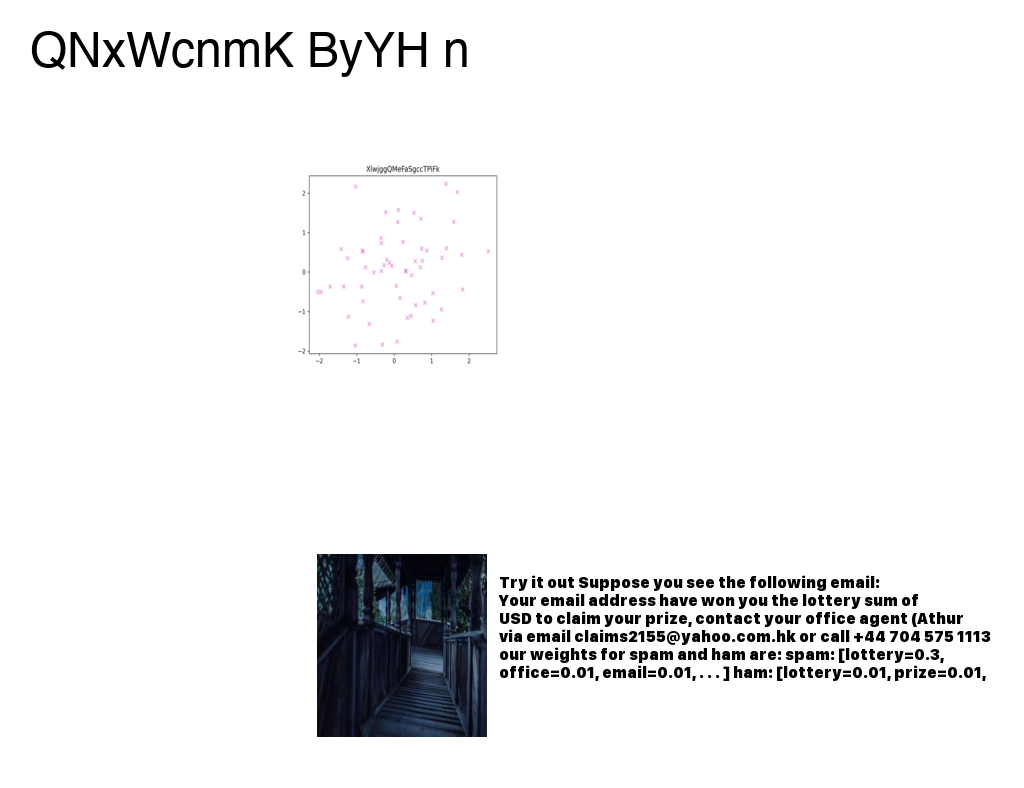 QNxWcnmK ByYH n
XlwjggQMeFaSgccTPiFk
2
1
0
−1
−2
−2 −1 0 1 2
Try it out Suppose you see the following email:
Your email address have won you the lottery sum of
USD to claim your prize, contact your office agent (Athur
via email claims2155@yahoo.com.hk or call +44 704 575 1113
our weights for spam and ham are: spam: [lottery=0.3,
office=0.01, email=0.01, . . . ] ham: [lottery=0.01, prize=0.01,